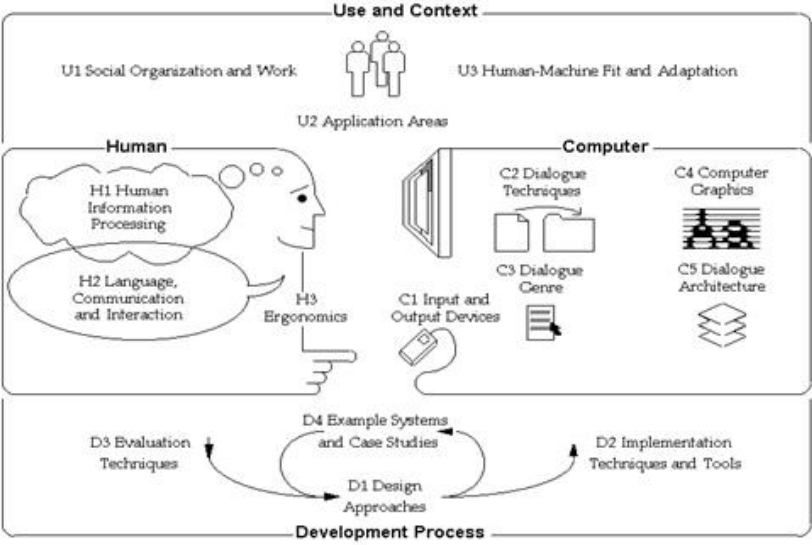 Use and Context
U1 Social Organization and Work
U3 Human-Machine Fit and Adaptation
U2 Application Areas
Human
H1 Human
Information
Processing
H2 Language,
Communication
and Interaction
H3
Ergonomics
Computer
C2 Dialogue
Techniques
C4 Computer
Graphics
C3 Dialogue
Genre
C5 Dialogue
Architecture
C1 Input and
Output Devices
D3 Evaluation
Techniques
D4 Example Systems
and Case Studies
D2 Implementation
Techniques and Tools
D1 Design
Approaches
Development Process